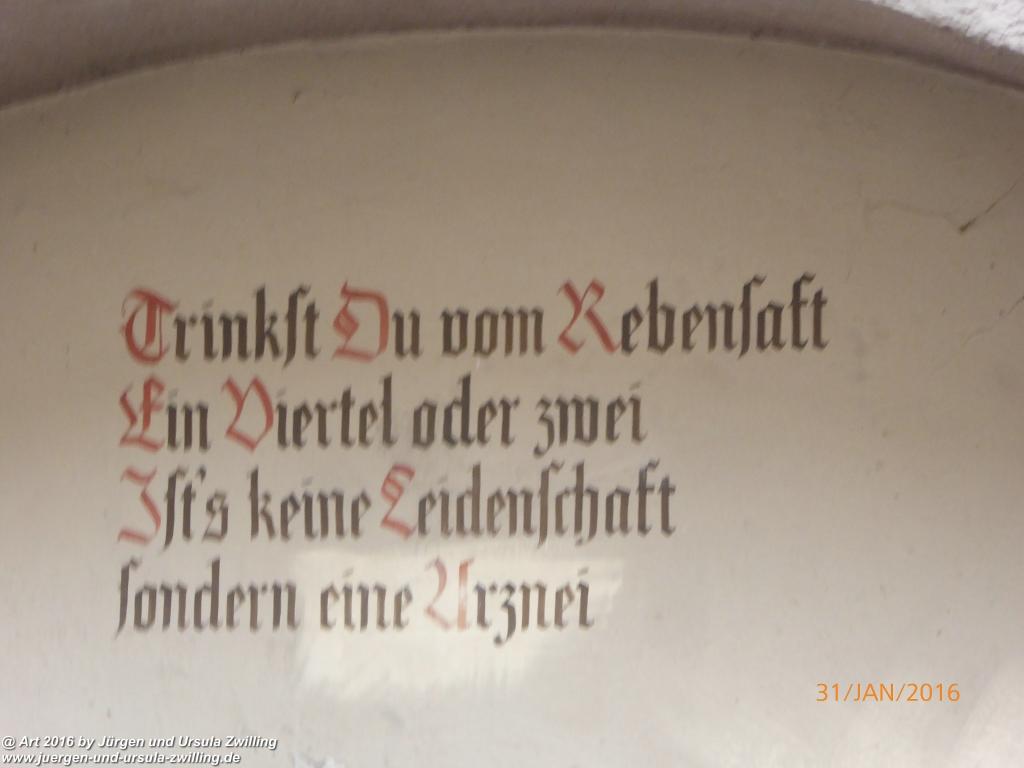 Trinkst Du vom Rebensaft
Ein Viertel oder zwei
Ist's keine Leidenschaft
sondern eine Arznei
31/JAN/2016
@ Art 2016 by Jürgen und Ursula Zwilling
www.juergen-und-ursula-zwilling.de